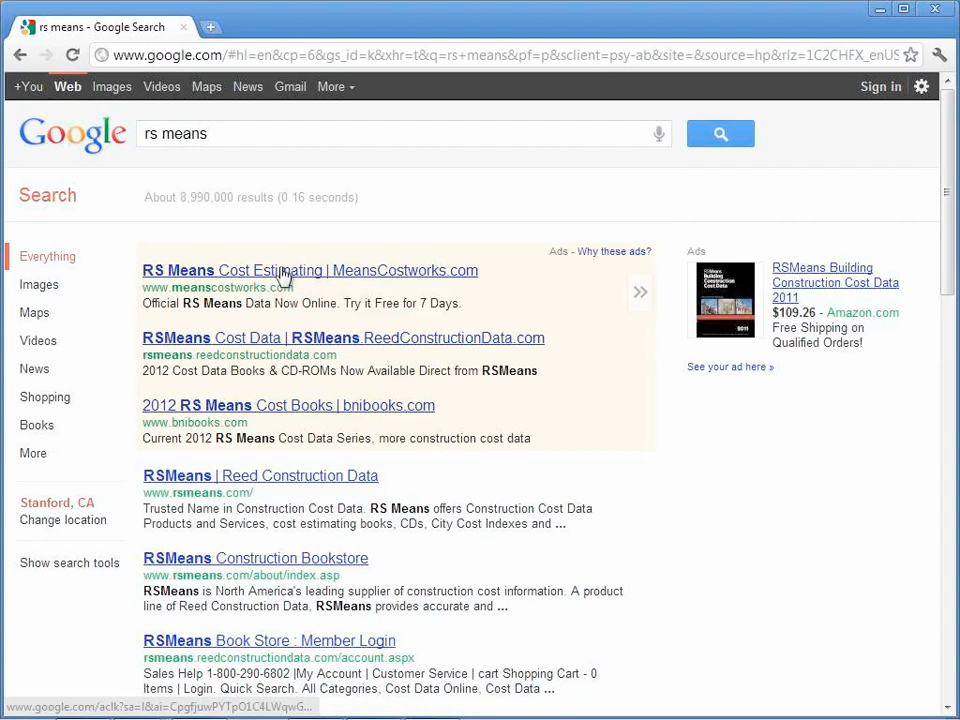 rs means - Google Search
www.google.com/#hl=en&cp=6&gs_id=k&xhr=t&q=rs+means&pf=p&sclient=psy-ab&site=&source=hp&rlz=1C2CHFX_enUS
+You Web Images Videos Maps News Gmail More Sign in
Google
rs means
Search
About 8,990,000 results (0.16 seconds)
Everything
Images
Maps
Videos
News
Shopping
Books
More
Stanford, CA
Change location
Show search tools
Ads - Why these ads?
RS Means Cost Estimating | MeansCostworks.com
www.meanscostworks.com
Official RS Means Data Now Online. Try it Free for 7 Days.
RSMeans Cost Data | RSMeans.ReedConstructionData.com
rsmeans.reedconstructiondata.com
2012 Cost Data Books & CD-ROMs Now Available Direct from RSMeans
2012 RS Means Cost Books | bnibooks.com
www.bnibooks.com
Current 2012 RS Means Cost Data Series, more construction cost data
RSMeans | Reed Construction Data
www.rsmeans.com/
Trusted Name in Construction Cost Data. RS Means offers Construction Cost Data
Products and Services, cost estimating books, CDs, City Cost Indexes and ...
RSMeans Construction Bookstore
www.rsmeans.com/about/index.asp
RSMeans is North America's leading supplier of construction cost information. A product
line of Reed Construction Data, RSMeans provides accurate and ...
RSMeans Book Store : Member Login
rsmeans.reedconstructiondata.com/account.aspx
Sales Help 1-800-290-6802 |My Account | Customer Service | cart Shopping Cart - 0
Items | Login. Quick Search. All Categories, Cost Data Online, Cost Data ...
Ads
RSMeans Building
Construction Cost Data
2011
$109.26 - Amazon.com
Free Shipping on
Qualified Orders!
See your ad here »
www.google.com/aclk?sa=l&ai=CpgfjuwPYTpO1C4LWqwG...